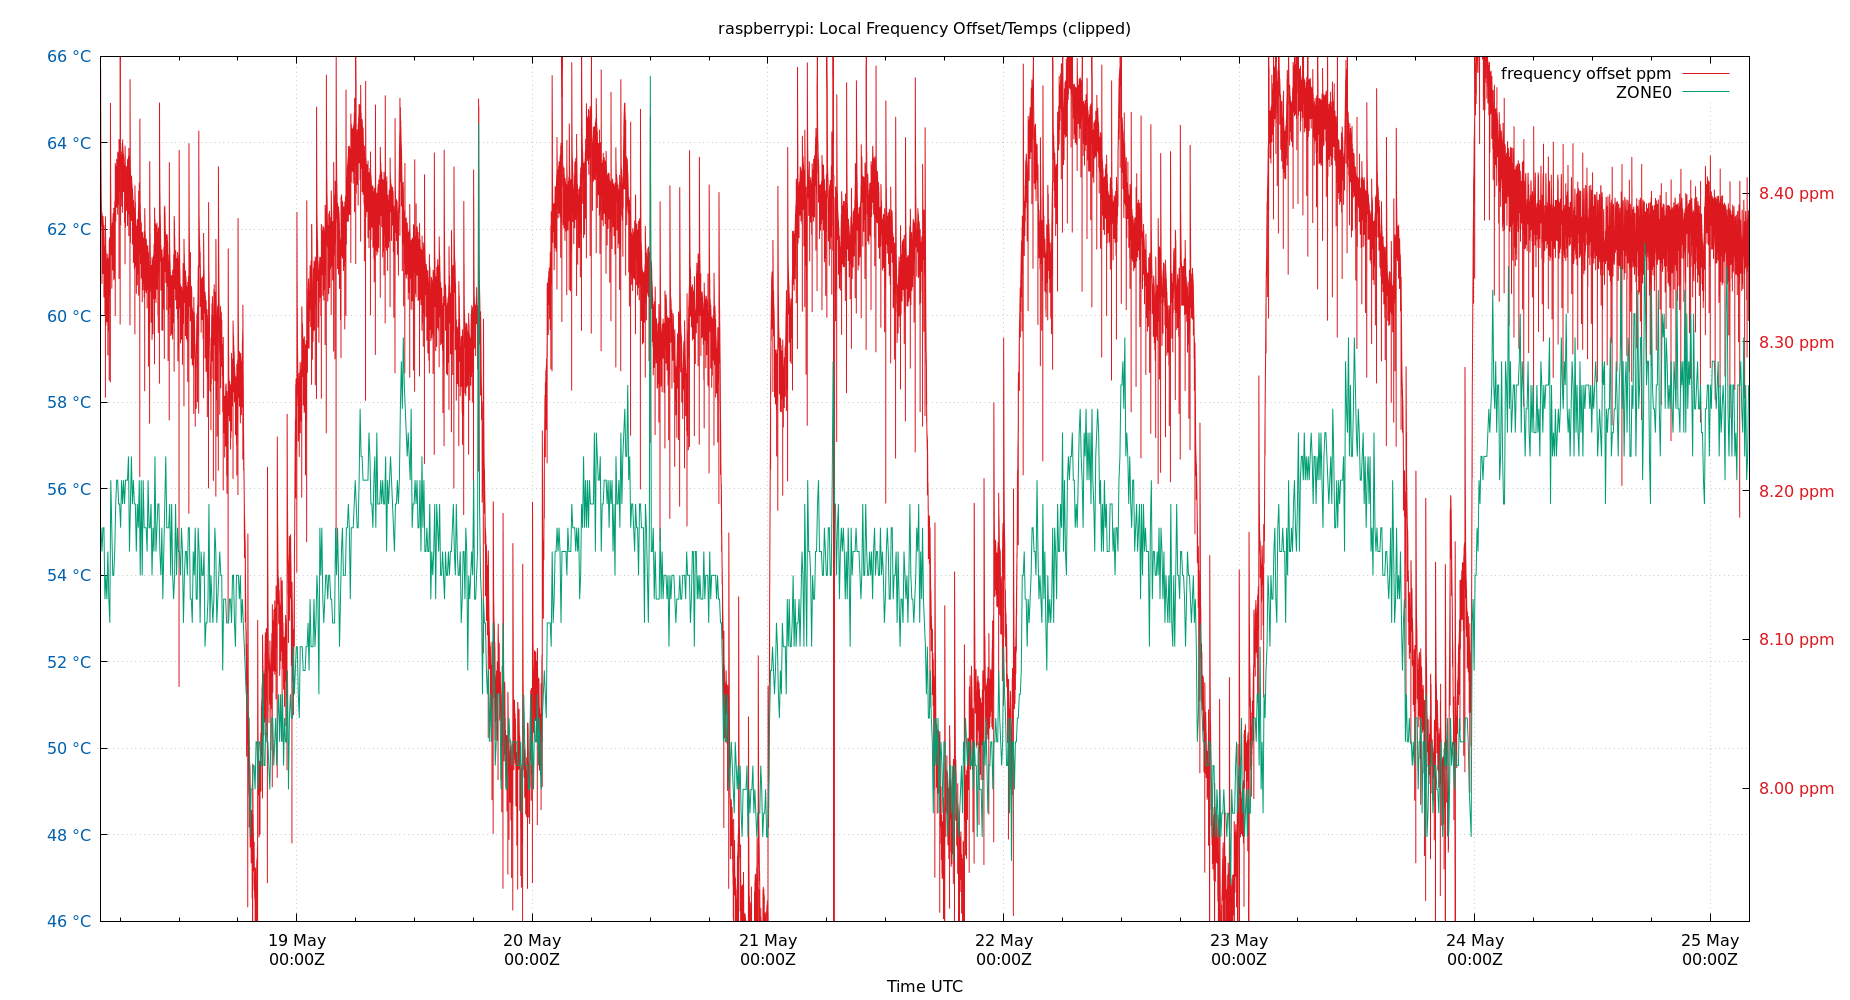 raspberrypi: Local Frequency Offset/Temps (clipped)
66 °C
64 °C
62 °C
60 °C
58 °C
56 °C
54 °C
52 °C
50 °C
48 °C
46 °C
frequency offset ppm
ZONE0
8.40 ppm
8.30 ppm
8.20 ppm
8.10 ppm
8.00 ppm
19 May
00:00Z
20 May
00:00Z
21 May
00:00Z
22 May
00:00Z
23 May
00:00Z
24 May
00:00Z
25 May
00:00Z
Time UTC